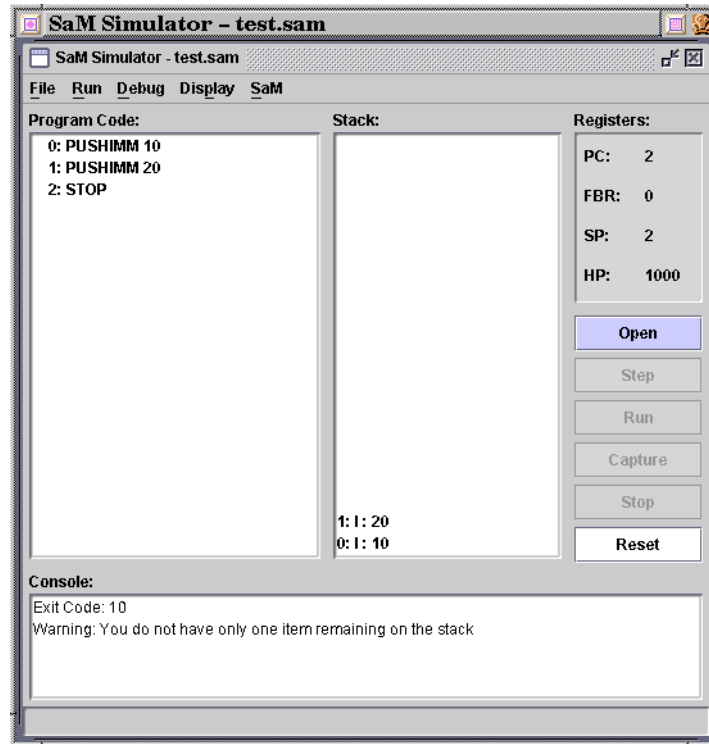 SaM Simulator – test.sam
SaM Simulator - test.sam
File Run Debug Display SaM
Program Code:
0: PUSHIMM 10
1: PUSHIMM 20
2: STOP
Stack:
1: I : 20
0: I : 10
Registers:
PC: 2
FBR: 0
SP: 2
HP: 1000
Open
Step
Run
Capture
Stop
Reset
Console:
Exit Code: 10
Warning: You do not have only one item remaining on the stack